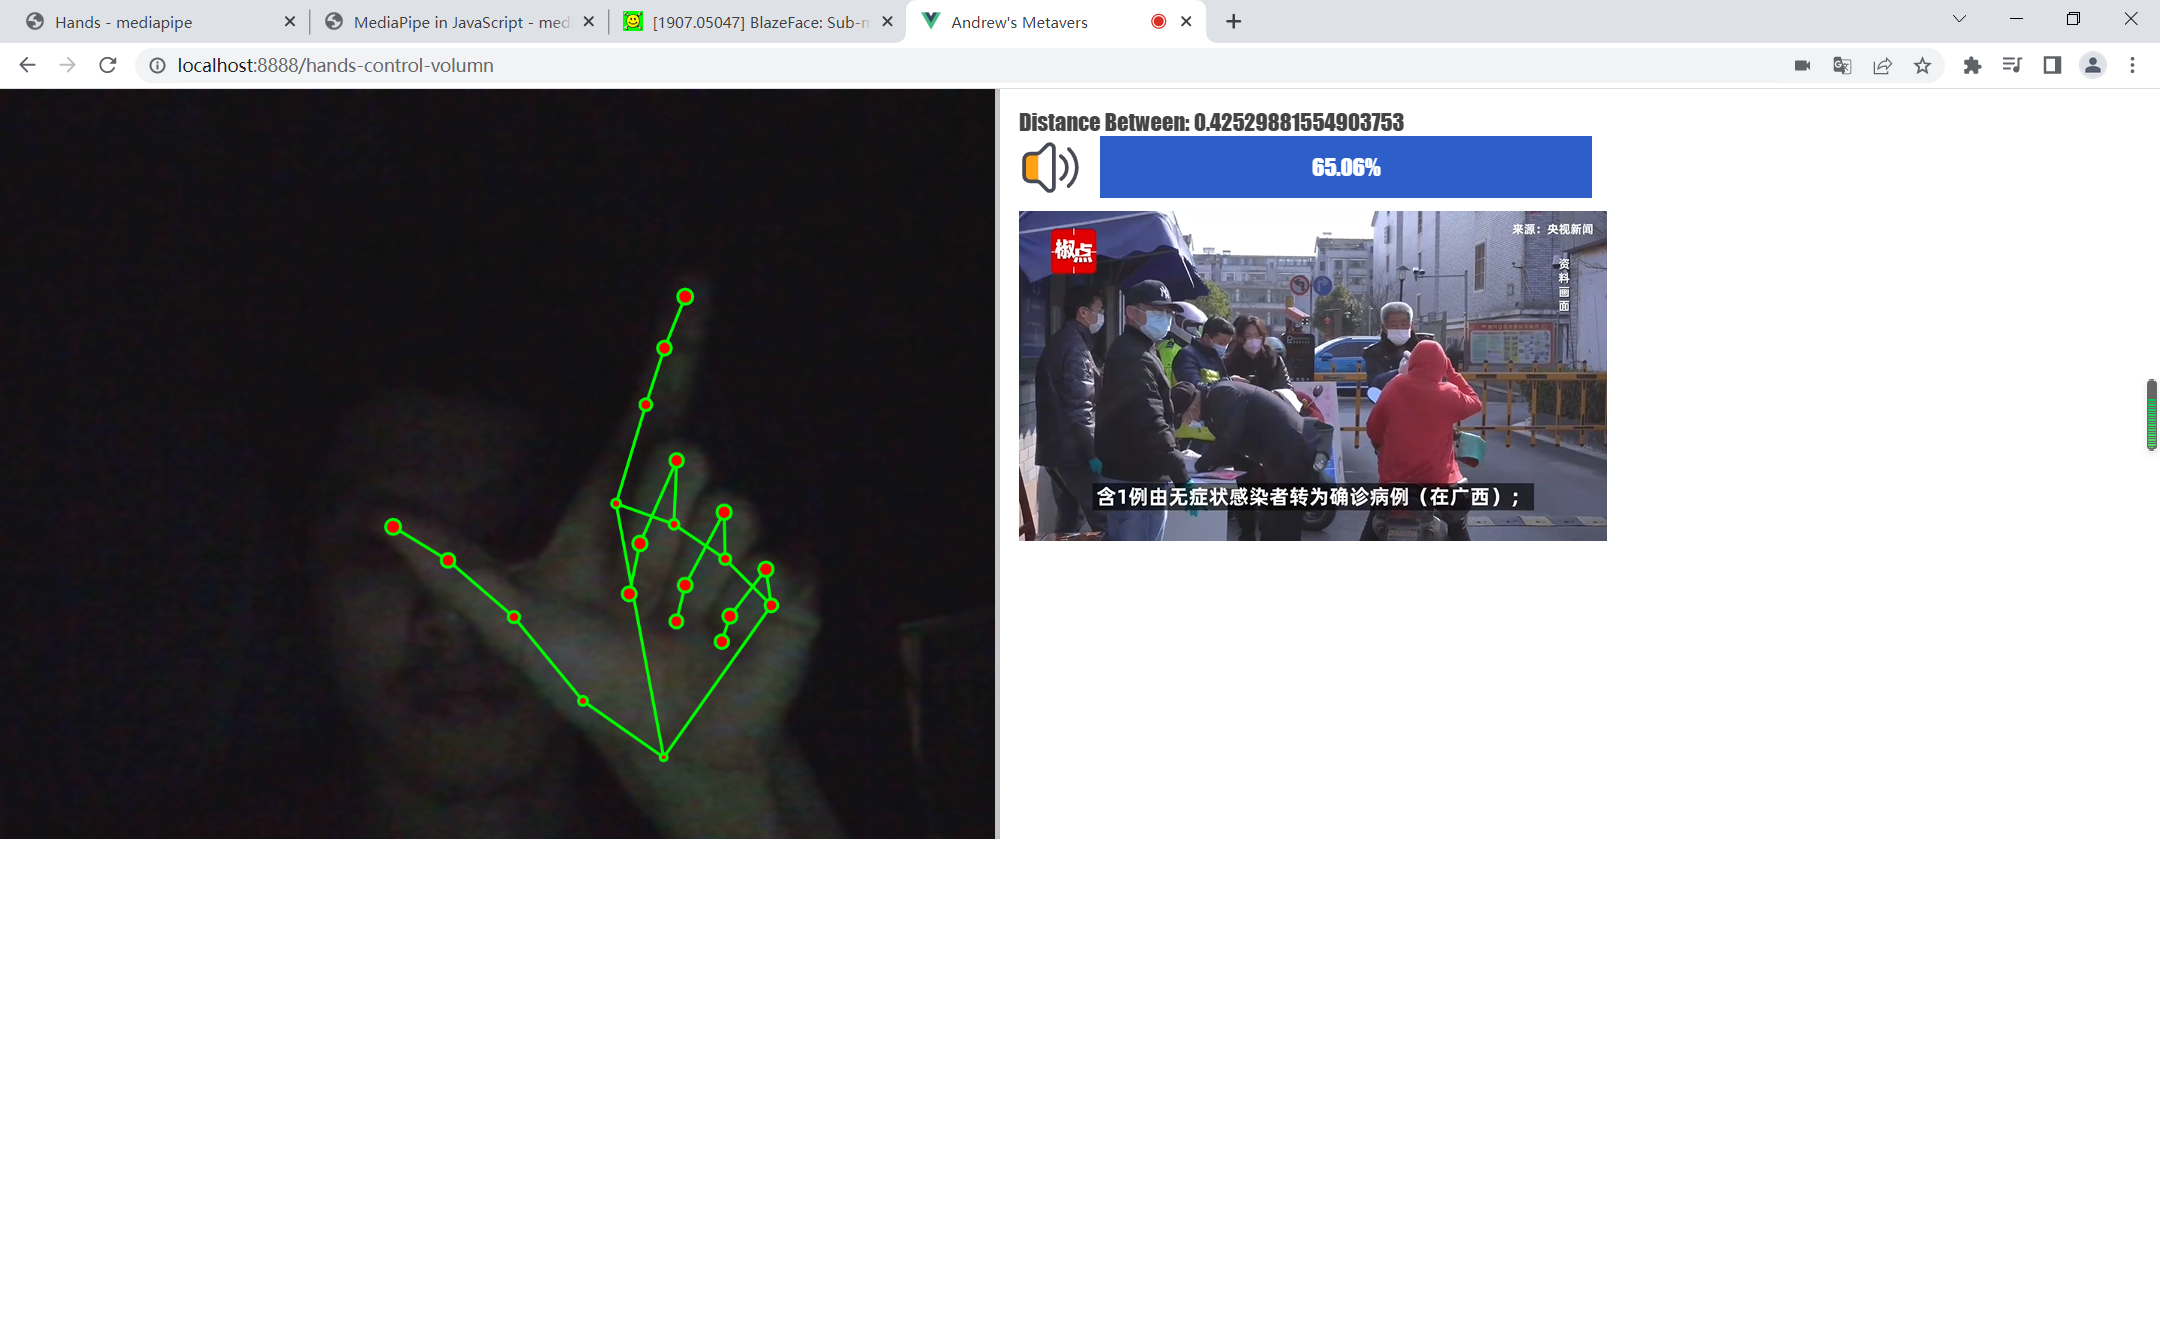 Hands - mediapipe
MediaPipe in JavaScript - med
[1907.05047] BlazeFace: Sub-m
Andrew's Metavers
localhost:8888/hands-control-volumn
Distance Between: 0.42529881554903753
65.06%
椒点
来源：央视新闻
资料画面
含1例由无症状感染者转为确诊病例（在广西）；